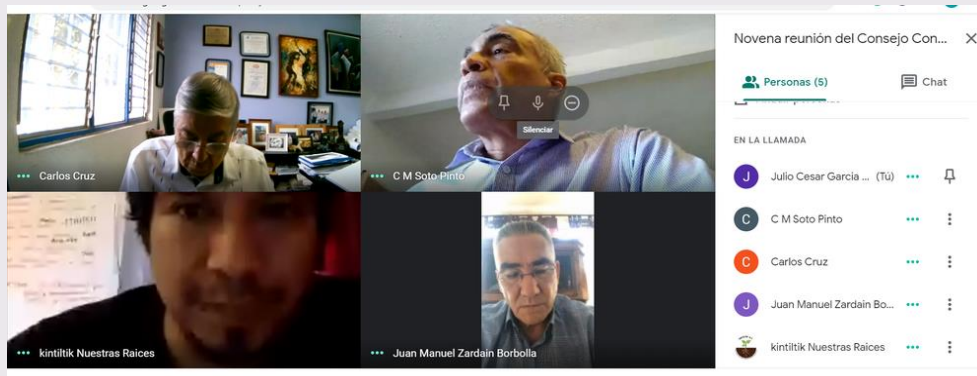 Carlos Cruz
Silenciar
C M Soto Pinto
kintiltik Nuestras Raices
Juan Manuel Zardain Borbolla
Novena reunión del Consejo Con...
Personas (5)
Chat
EN LA LLAMADA
J
Julio Cesar Garcia ... (Tú)
C
C M Soto Pinto
C
Carlos Cruz
J
Juan Manuel Zardain Bo...
kintiltik Nuestras Raices